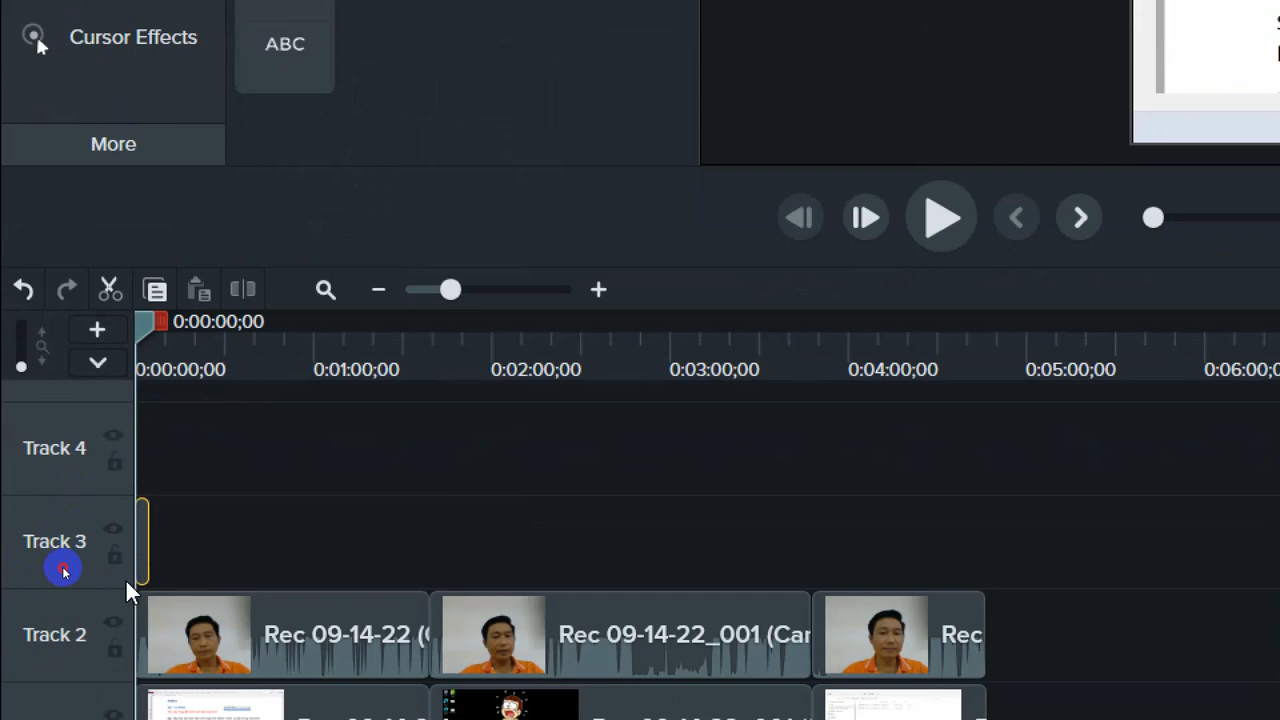 Cursor Effects
ABC
More
0:00:00;00
0:00:00;00
0:01:00;00
0:02:00;00
0:03:00;00
0:04:00;00
0:05:00;00
0:06:00;0
Track 4
Track 3
Track 2
Rec 09-14-22 (
Rec 09-14-22_001 (Car
Rec